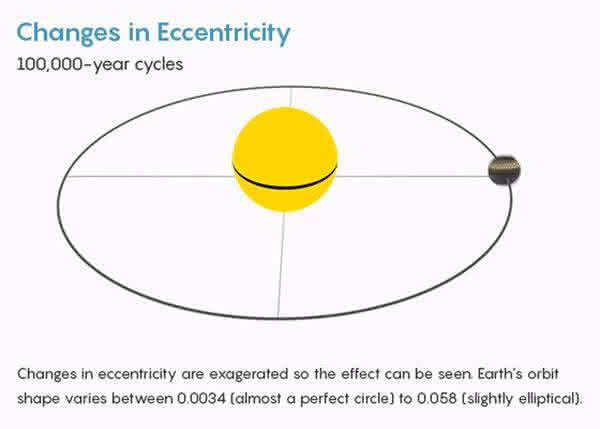 Changes in Eccentricity
100,000-year cycles
Changes in eccentricity are exagerated so the effect can be seen. Earth's orbit
shape varies between 0.0034 (almost a perfect circle) to 0.058 (slightly elliptical).